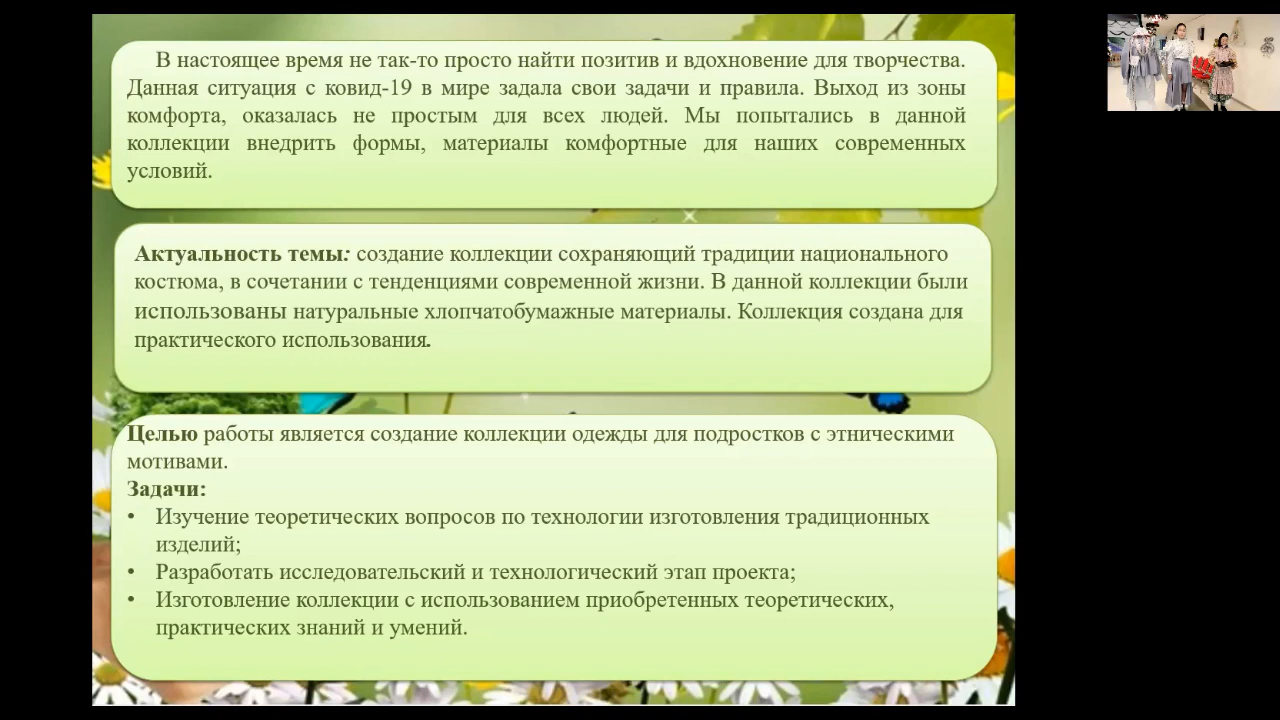 В настоящее время не так-то просто найти позитив и вдохновение для творчества.
Данная ситуация с ковид-19 в мире задала свои задачи и правила. Выход из зоны
комфорта, оказалась не простым для всех людей. Мы попытались в данной
коллекции внедрить формы, материалы комфортные для наших современных
условий.
Актуальность темы: создание коллекции сохраняющий традиции национального
костюма, в сочетании с тенденциями современной жизни. В данной коллекции были
использованы натуральные хлопчатобумажные материалы. Коллекция создана для
практического использования.
Целью работы является создание коллекции одежды для подростков с этническими
мотивами.
Задачи:
• Изучение теоретических вопросов по технологии изготовления традиционных
изделий;
• Разработать исследовательский и технологический этап проекта;
• Изготовление коллекции с использованием приобретенных теоретических,
практических знаний и умений.